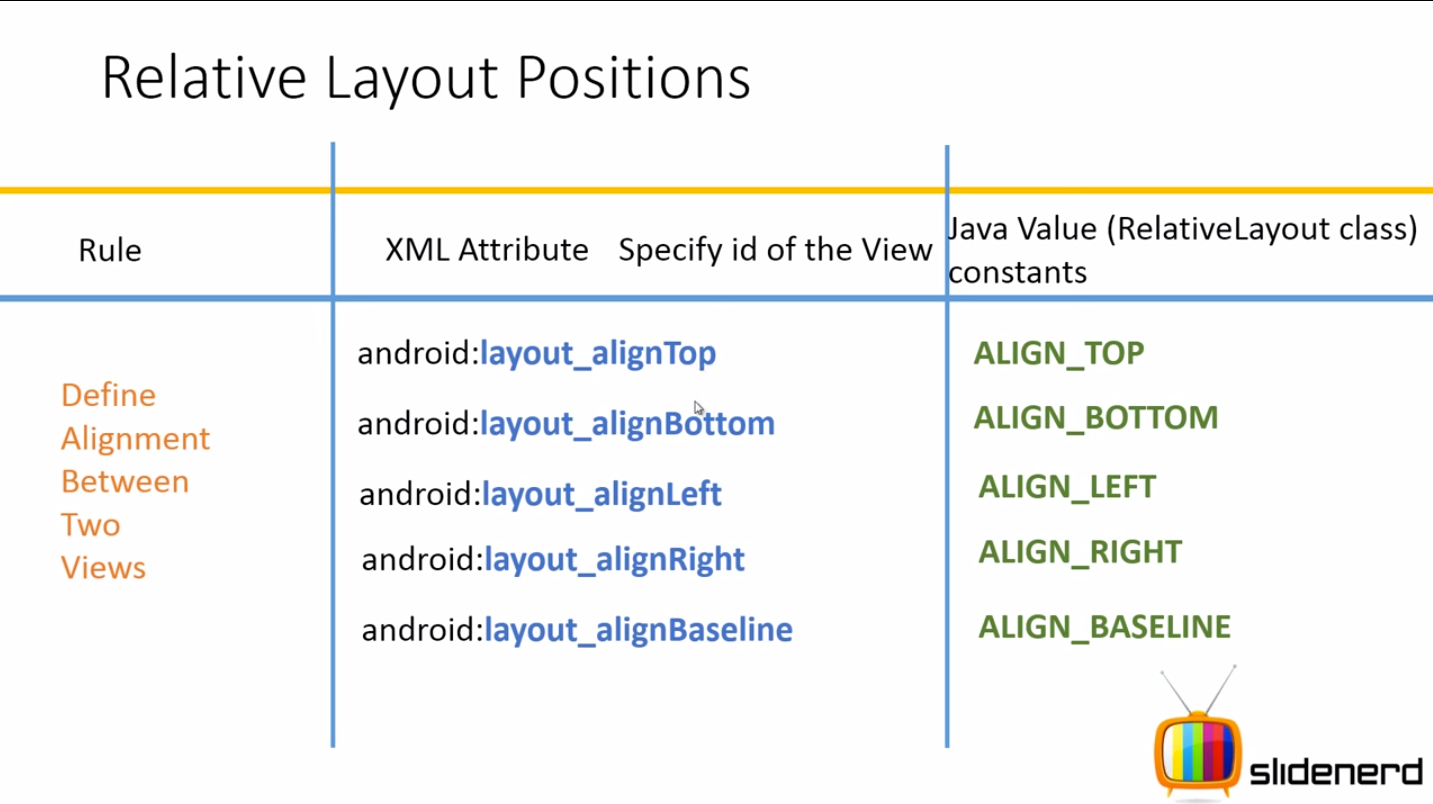 Relative Layout Positions
Rule
XML Attribute Specify id of the View
Java Value (RelativeLayout class)
constants
Define
Alignment
Between
Two
Views
android:layout_alignTop
android:layout_alignBottom
android:layout_alignLeft
android:layout_alignRight
android:layout_alignBaseline
ALIGN_TOP
ALIGN_BOTTOM
ALIGN_LEFT
ALIGN_RIGHT
ALIGN_BASELINE
slidenerd